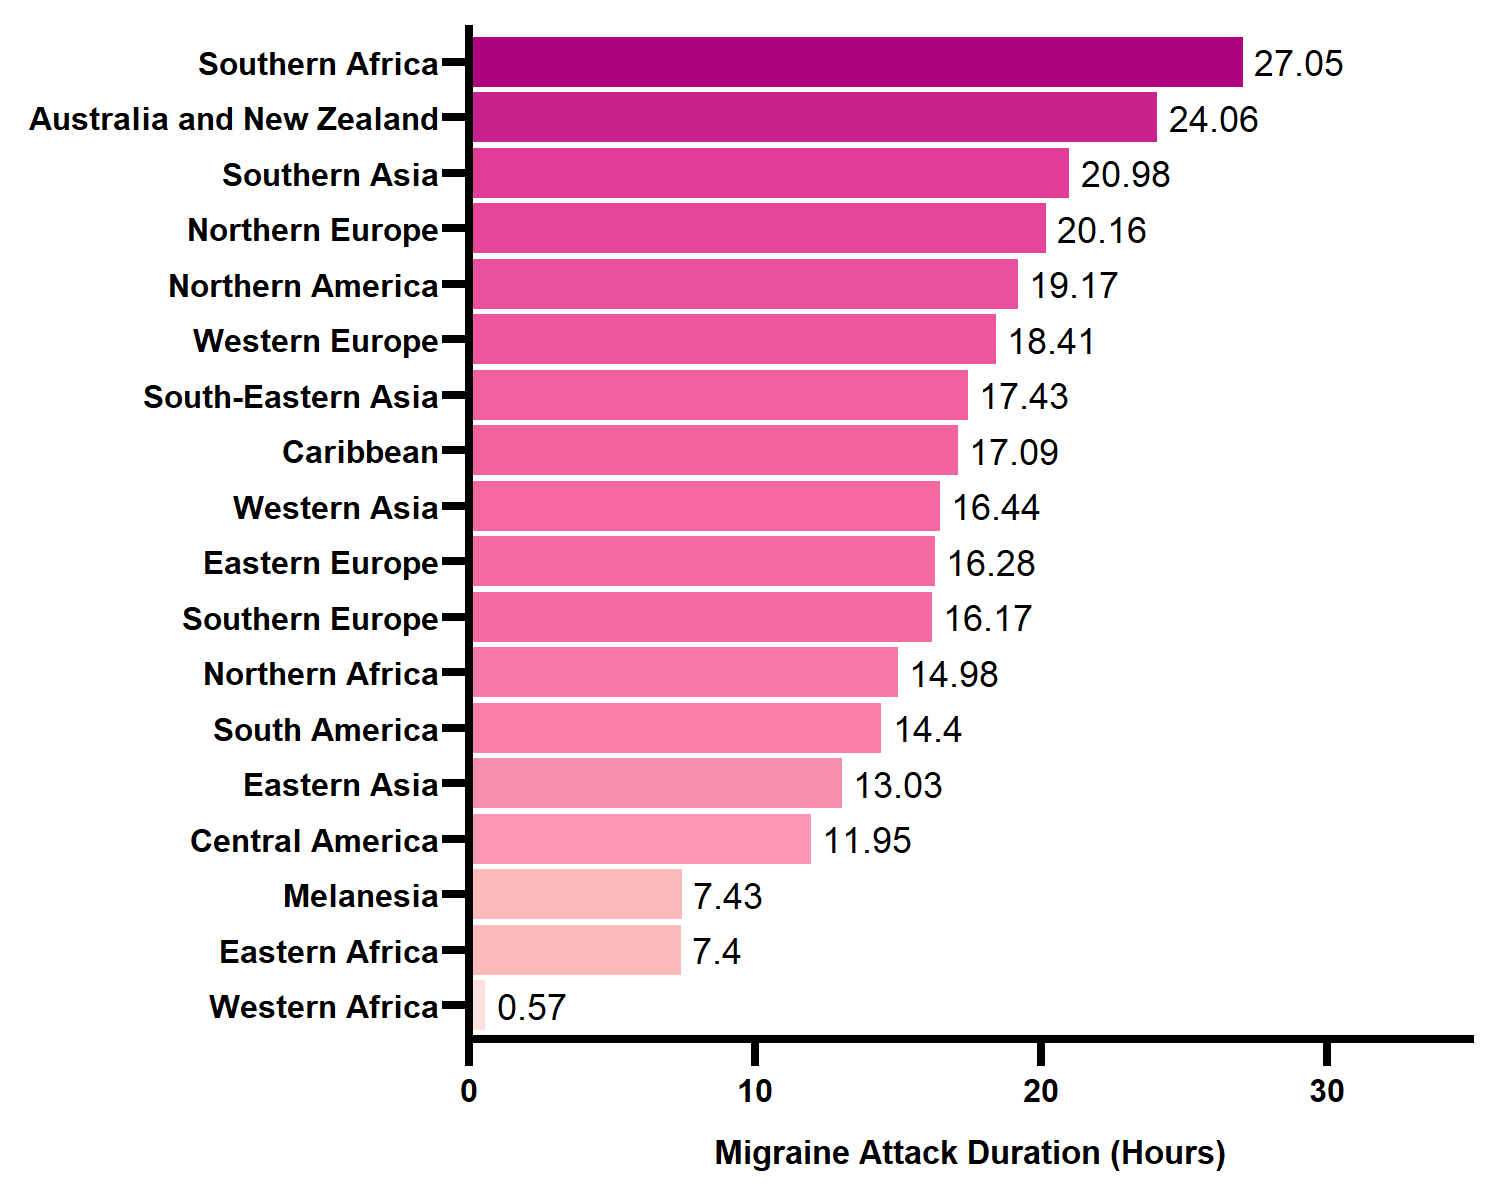 Southern Africa 27.05
Australia and New Zealand 24.06
Southern Asia 20.98
Northern Europe 20.16
Northern America 19.17
Western Europe 18.41
South-Eastern Asia 17.43
Caribbean 17.09
Western Asia 16.44
Eastern Europe 16.28
Southern Europe 16.17
Northern Africa 14.98
South America 14.4
Eastern Asia 13.03
Central America 11.95
Melanesia 7.43
Eastern Africa 7.4
Western Africa 0.57
0 10 20 30
Migraine Attack Duration (Hours)